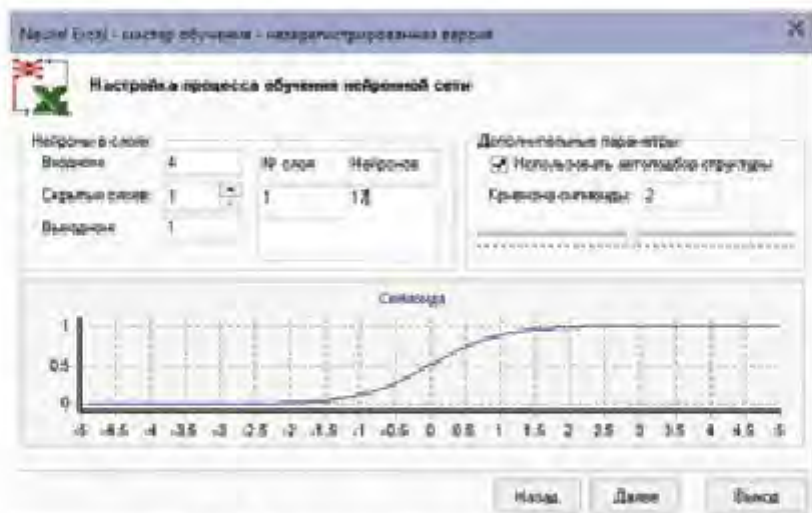 Neural Excel - мастер обучения - незарегистрированная версия
Настройка процесса обучения нейронной сети
Нейроны в слоях:
Входном: 4
Скрытых слоев: 1
Выходном: 1
№ слоя Нейронов
1
Дополнительные параметры:
Использовать автоподбор структуры
Кривизна сигмоиды: 2
Сигмоида
1
0.5
0
-5 -4.5 -4 -3.5 -3 -2.5 -2 -1.5 -1 -0.5 0 0.5 1 1.5 2 2.5 3 3.5 4 4.5 5
Назад Далее Выход